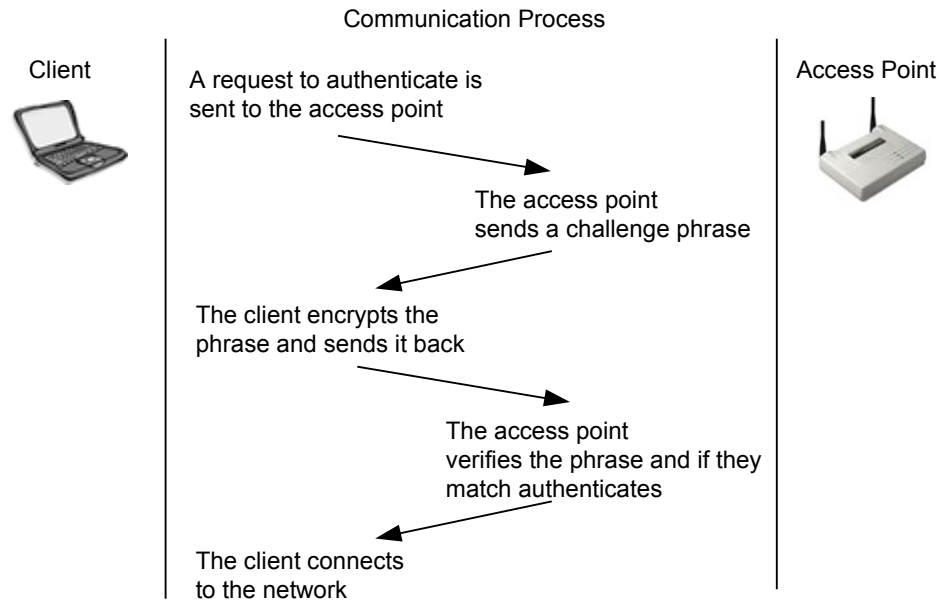 Communication Process
Client
Access Point
A request to authenticate is
sent to the access point
The access point
sends a challenge phrase
The client encrypts the
phrase and sends it back
The access point
verifies the phrase and if they
match authenticates
The client connects
to the network